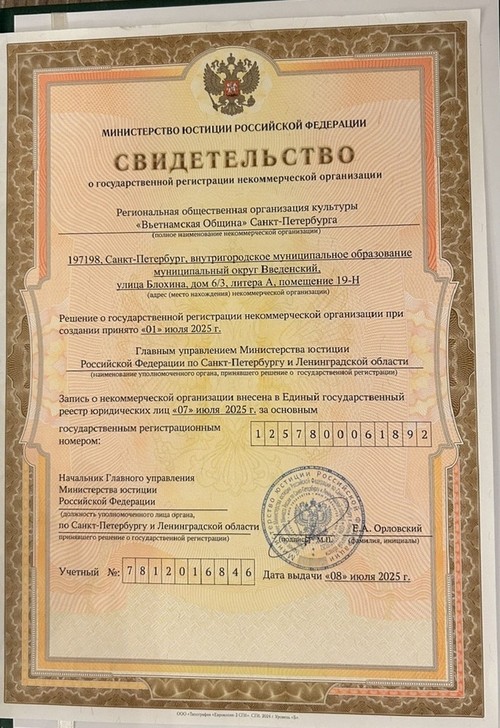 МИНИСТЕРСТВО ЮСТИЦИИ РОССИЙСКОЙ ФЕДЕРАЦИИ
СВИДЕТЕЛЬСТВО
о государственной регистрации некоммерческой организации
Региональная общественная организация культуры
«Вьетнамская Община» Санкт-Петербурга
(полное наименование некоммерческой организации)
197198, Санкт-Петербург, внутригородское муниципальное образование
муниципальный округ Введенский,
улица Блохина, дом 6/3, литера А, помещение 19-Н
(адрес (место нахождения) некоммерческой организации)
Решение о государственной регистрации некоммерческой организации при
создании принято «01» июля 2025 г.
Главным управлением Министерства юстиции
Российской Федерации по Санкт-Петербургу и Ленинградской области
(наименование уполномоченного органа, принявшего решение о государственной регистрации)
Запись о некоммерческой организации внесена в Единый государственный
реестр юридических лиц «07» июля 2025 г. за основным
государственным регистрационным
номером: 1257800061892
Начальник Главного управления
Министерства юстиции
Российской Федерации
(должность уполномоченного лица органа,
по Санкт-Петербургу и Ленинградской области Е.А. Орловский
принявшего решение о государственной регистрации) (подпись) М.П. (фамилия, инициалы)
Учетный №: 7812016846 Дата выдачи «08» июля 2025 г.